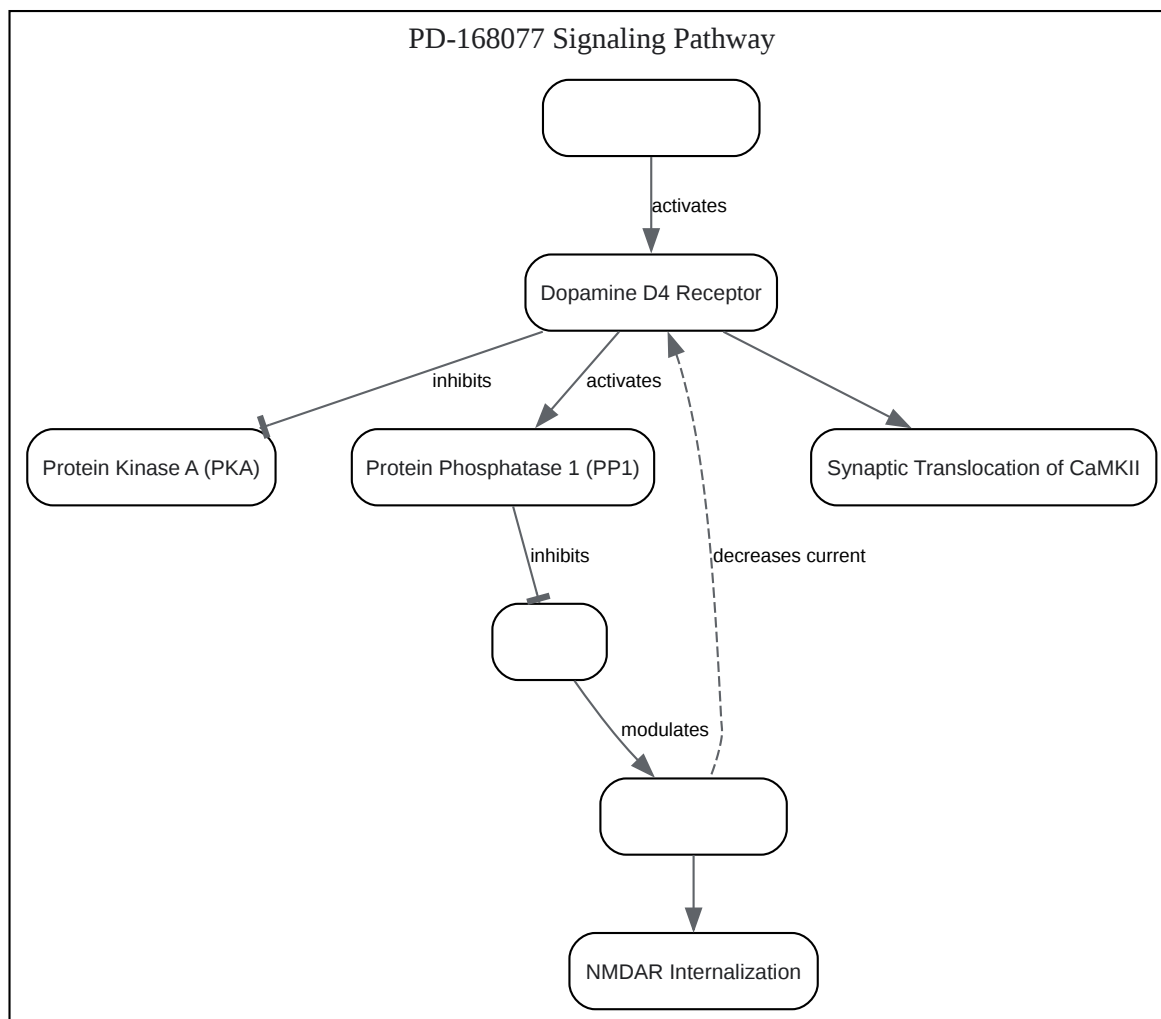 PD-168077 Signaling Pathway
activates
Dopamine D4 Receptor
inhibits
activates
Protein Kinase A (PKA)
Protein Phosphatase 1 (PP1)
Synaptic Translocation of CaMKII
inhibits
decreases current
modulates
NMDAR Internalization